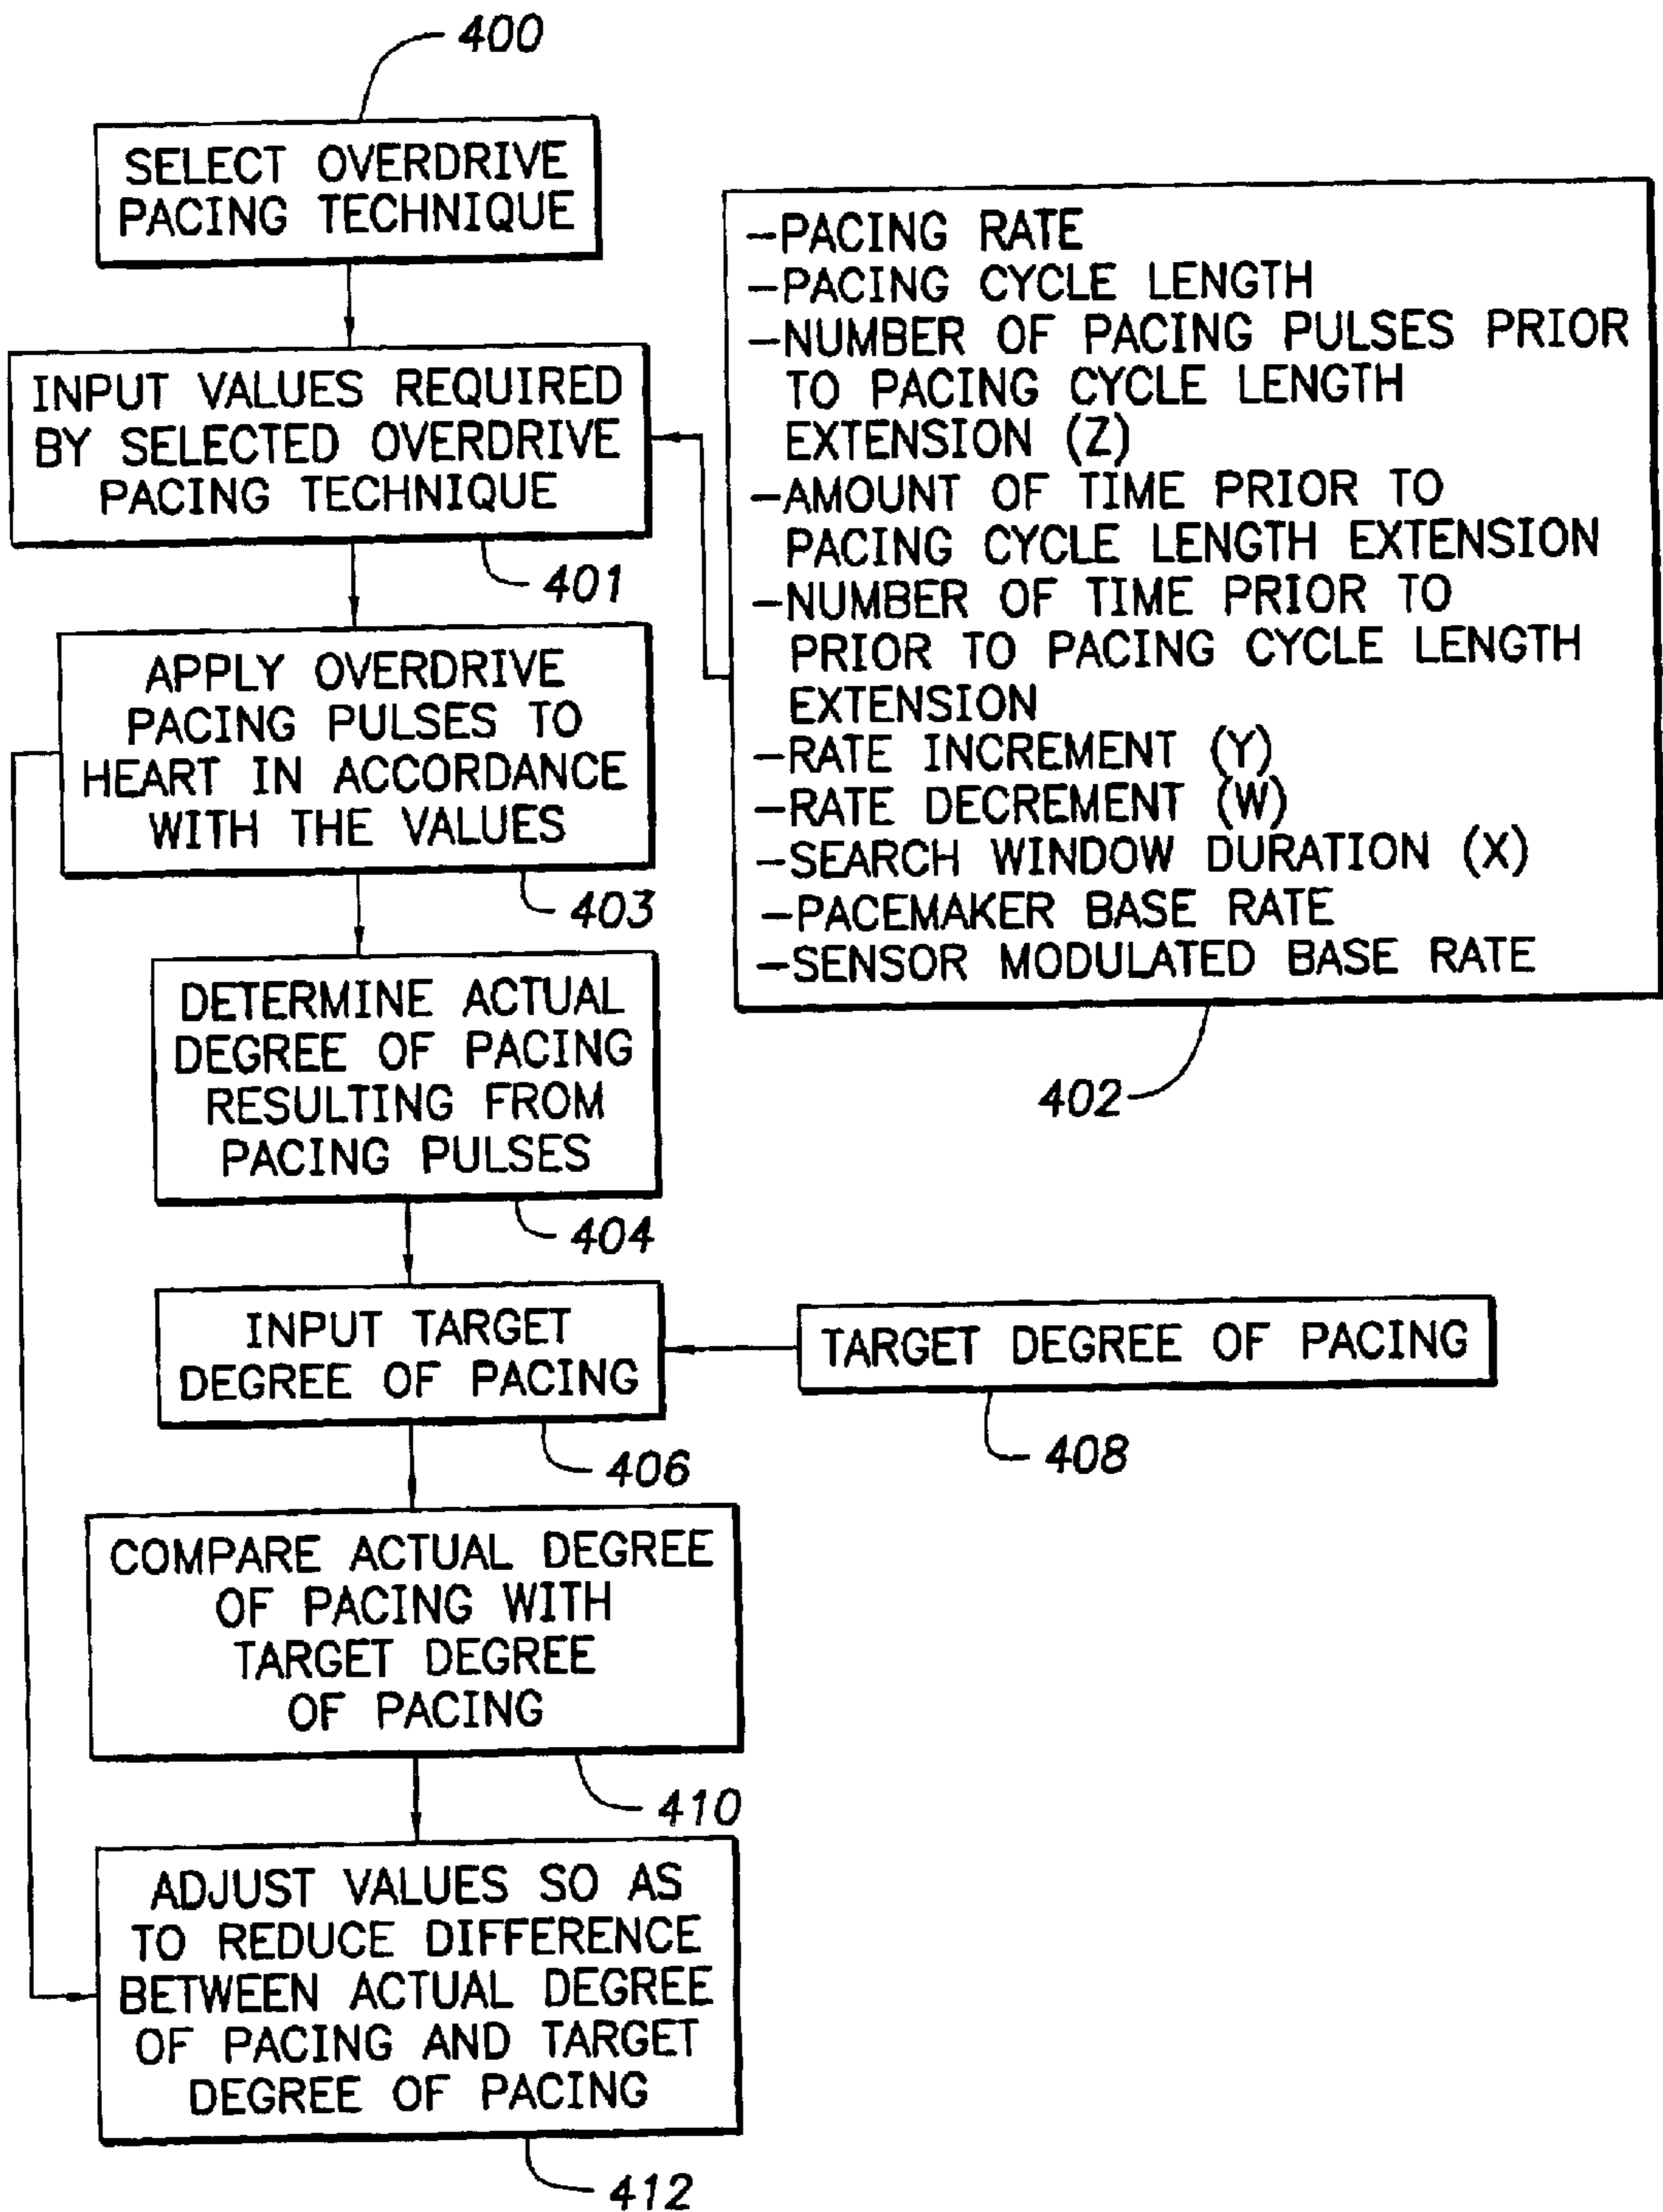 400
SELECT OVERDRIVE
PACING TECHNIQUE
INPUT VALUES REQUIRED
BY SELECTED OVERDRIVE
PACING TECHNIQUE
401
-PACING RATE
-PACING CYCLE LENGTH
-NUMBER OF PACING PULSES PRIOR
TO PACING CYCLE LENGTH
EXTENSION (Z)
-AMOUNT OF TIME PRIOR TO
PACING CYCLE LENGTH EXTENSION
-NUMBER OF TIME PRIOR TO
PRIOR TO PACING CYCLE LENGTH
EXTENSION
-RATE INCREMENT (Y)
-RATE DECREMENT (W)
-SEARCH WINDOW DURATION (X)
-PACEMAKER BASE RATE
-SENSOR MODULATED BASE RATE
402
APPLY OVERDRIVE
PACING PULSES TO
HEART IN ACCORDANCE
WITH THE VALUES
403
DETERMINE ACTUAL
DEGREE OF PACING
RESULTING FROM
PACING PULSES
404
INPUT TARGET
DEGREE OF PACING
406
TARGET DEGREE OF PACING
408
COMPARE ACTUAL DEGREE
OF PACING WITH
TARGET DEGREE
OF PACING
410
ADJUST VALUES SO AS
TO REDUCE DIFFERENCE
BETWEEN ACTUAL DEGREE
OF PACING AND TARGET
DEGREE OF PACING
412